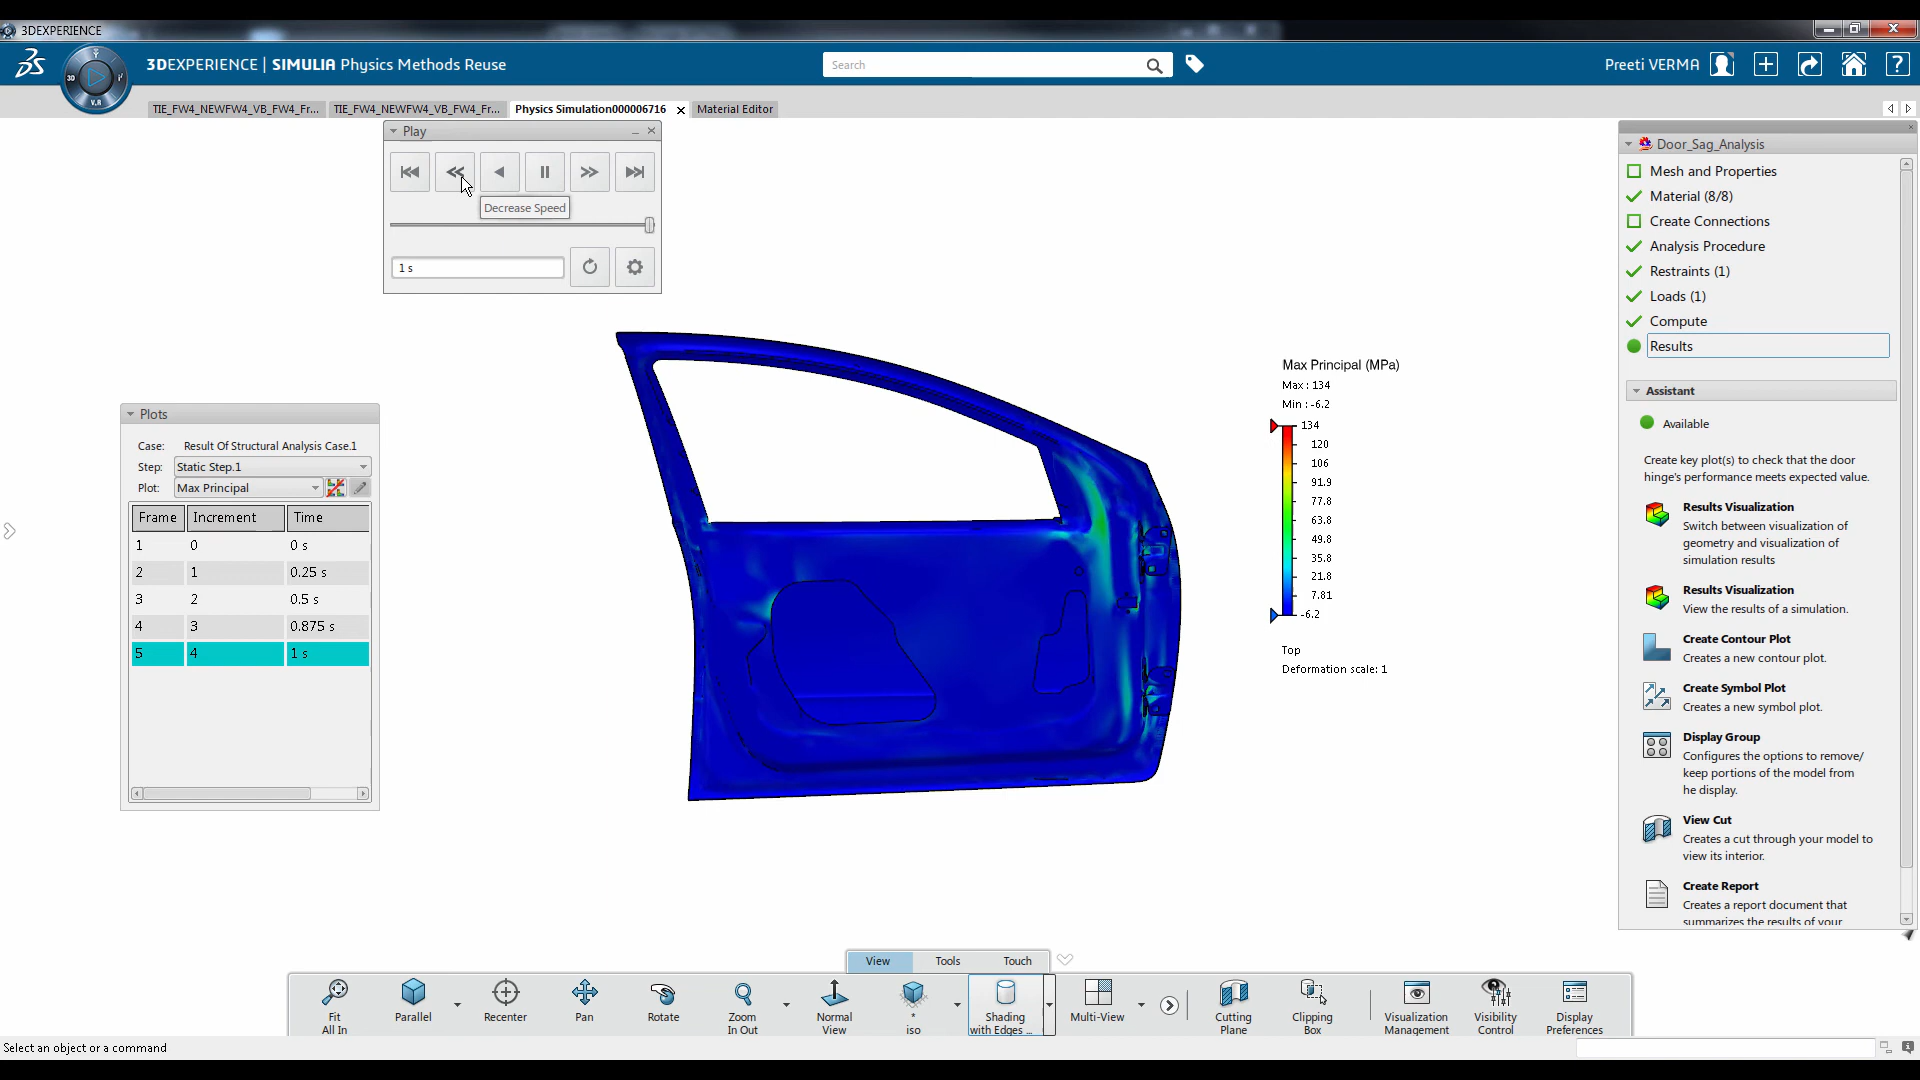 3DEXPERIENCE
3DEXPERIENCE | SIMULIA Physics Methods Reuse
Search
Preeti VERMA
3D
V.R
TIE_FW4_NEWFW4_VB_FW4_Fr...
TIE_FW4_NEWFW4_VB_FW4_Fr...
Physics Simulation000006716
Material Editor
Play
Decrease Speed
1 s
Plots
Case: Result Of Structural Analysis Case.1
Step: Static Step.1
Plot: Max Principal
Frame Increment Time
1 0 0 s
2 1 0.25 s
3 2 0.5 s
4 3 0.875 s
5 4 1 s
Max Principal (MPa)
Max : 134
Min : -6.2
134
120
106
91.9
77.8
63.8
49.8
35.8
21.8
7.81
-6.2
Top
Deformation scale: 1
Door_Sag_Analysis
Mesh and Properties
Material (8/8)
Create Connections
Analysis Procedure
Restraints (1)
Loads (1)
Compute
Results
Assistant
Available
Create key plot(s) to check that the door
hinge's performance meets expected value.
Results Visualization
Switch between visualization of
geometry and visualization of
simulation results
Results Visualization
View the results of a simulation.
Create Contour Plot
Creates a new contour plot.
Create Symbol Plot
Creates a new symbol plot.
Display Group
Configures the options to remove/
keep portions of the model from
he display.
View Cut
Creates a cut through your model to
view its interior.
Create Report
Creates a report document that
summarizes the results of your
View Tools Touch
Fit
All In
Parallel
Recenter
Pan
Rotate
Zoom
In Out
Normal
View
*
iso
Shading
with Edges ...
Multi-View
Cutting
Plane
Clipping
Box
Visualization
Management
Visibility
Control
Display
Preferences
Select an object or a command